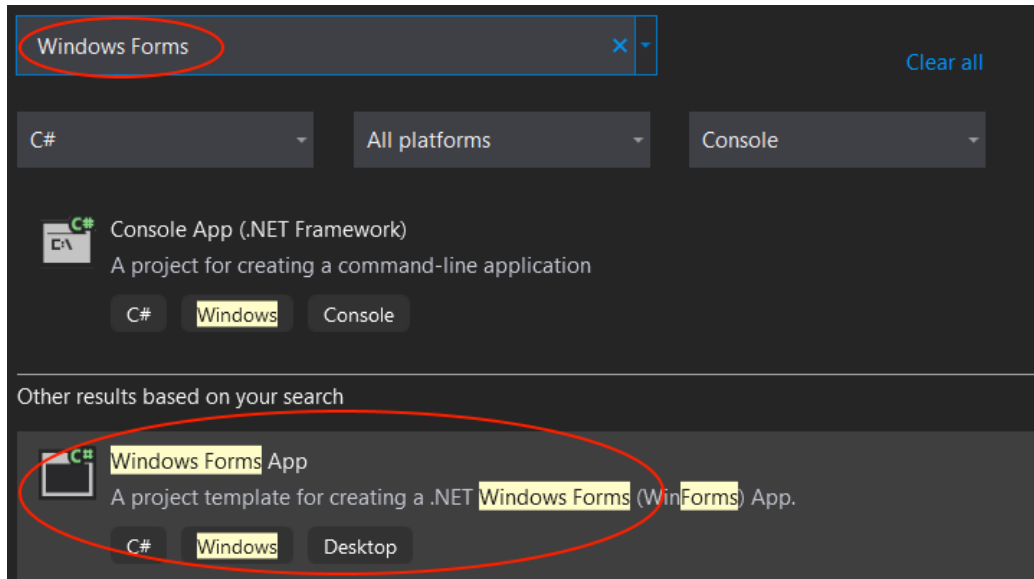 Windows Forms
Clear all
C# All platforms Console
C#
C:\
Console App (.NET Framework)
A project for creating a command-line application
C# Windows Console
Other results based on your search
C#
Windows Forms App
A project template for creating a .NET Windows Forms (WinForms) App.
C# Windows Desktop